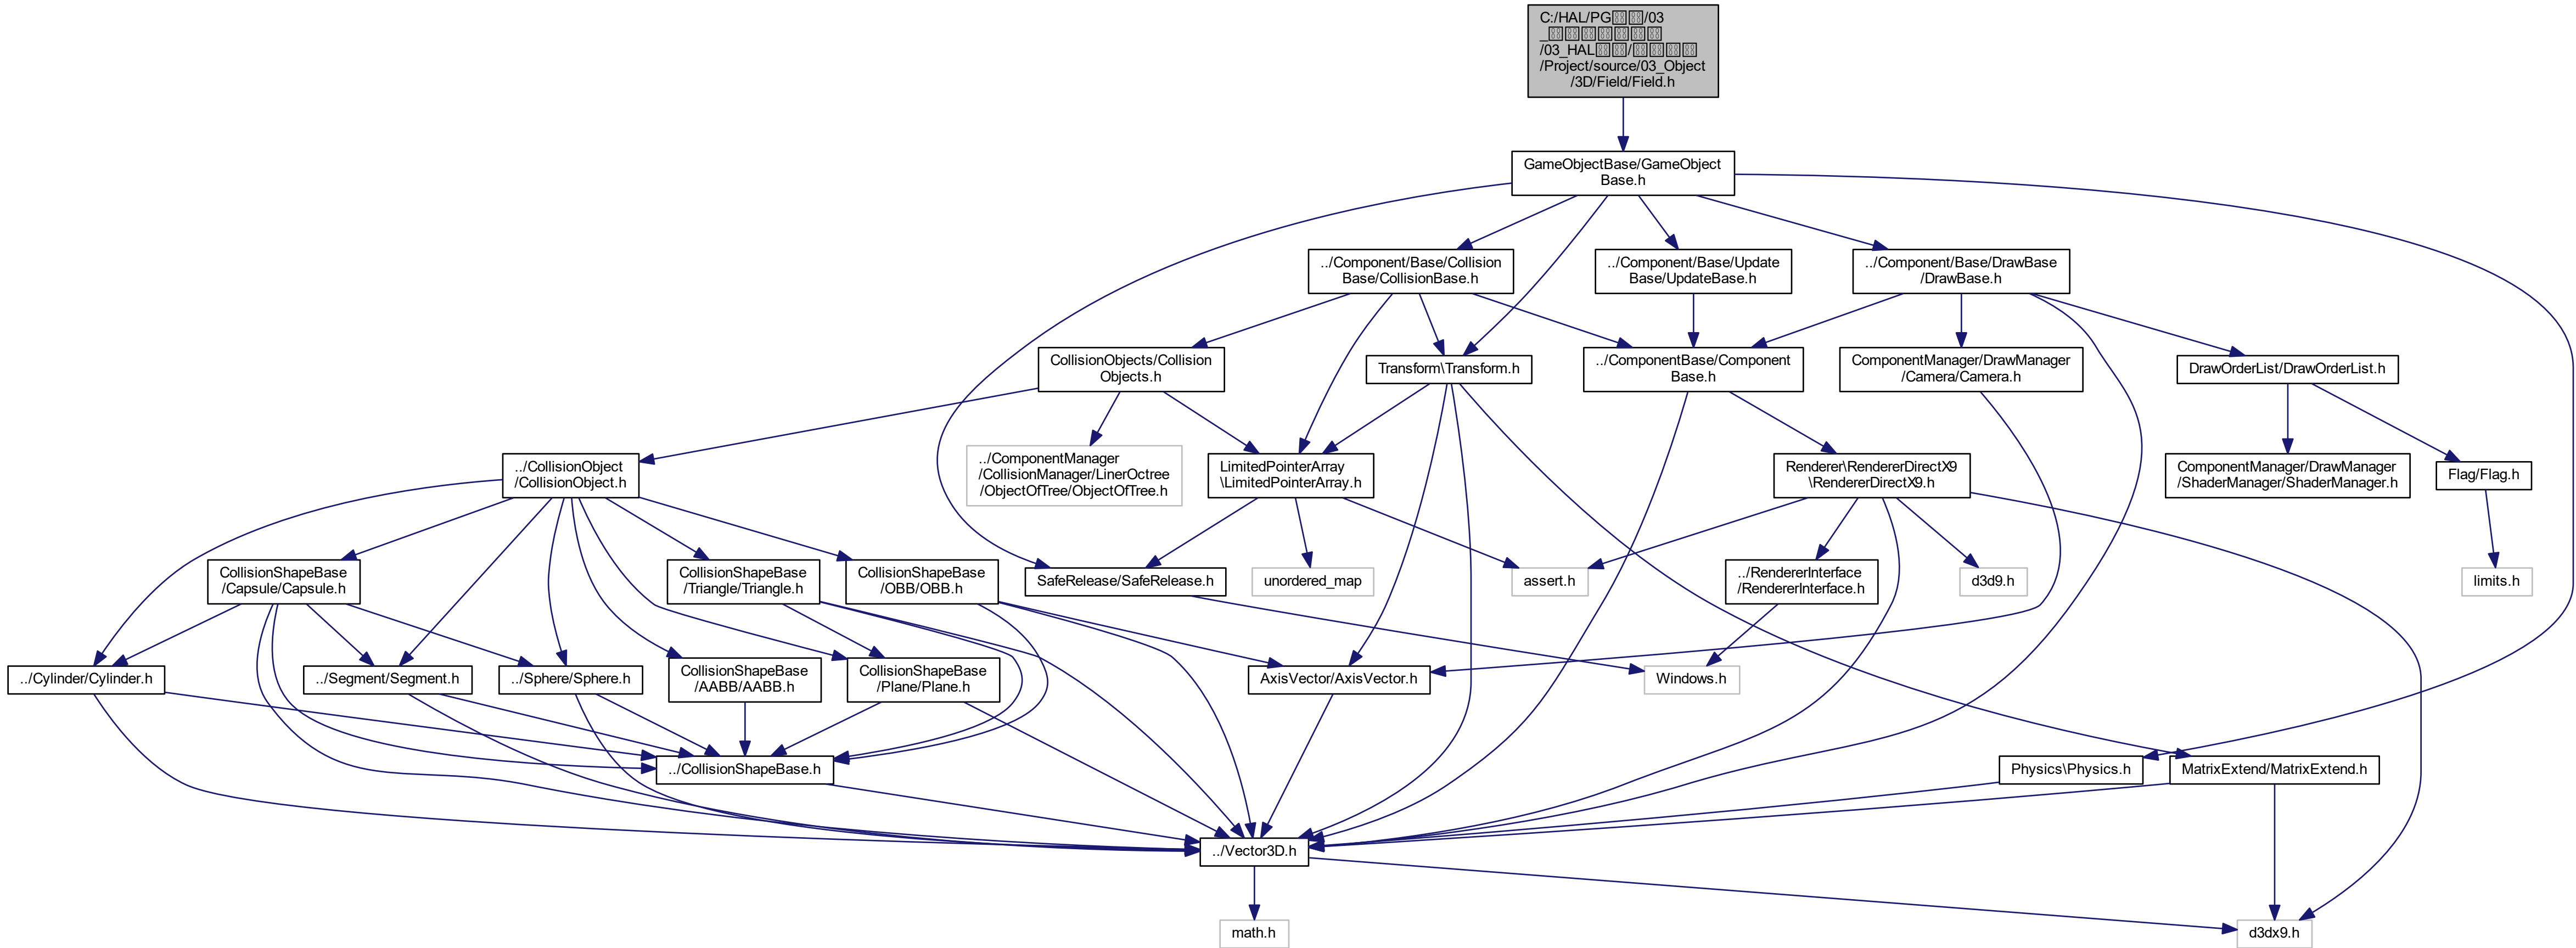 C:/HAL/PG/03
_
/03_HAL/
/Project/source/03_Object
/3D/Field/Field.h
GameObjectBase/GameObject
Base.h
../Component/Base/Collision
Base/CollisionBase.h
../Component/Base/Update
Base/UpdateBase.h
../Component/Base/DrawBase
/DrawBase.h
CollisionObjects/Collision
Objects.h
Transform\Transform.h
../ComponentBase/Component
Base.h
ComponentManager/DrawManager
/Camera/Camera.h
DrawOrderList/DrawOrderList.h
../CollisionObject
/CollisionObject.h
../ComponentManager
/CollisionManager/LinerOctree
/ObjectOfTree/ObjectOfTree.h
LimitedPointerArray
\LimitedPointerArray.h
Renderer\RendererDirectX9
\RendererDirectX9.h
ComponentManager/DrawManager
/ShaderManager/ShaderManager.h
Flag/Flag.h
CollisionShapeBase
/Capsule/Capsule.h
CollisionShapeBase
/Triangle/Triangle.h
CollisionShapeBase
/OBB/OBB.h
SafeRelease/SafeRelease.h
unordered_map
assert.h
../RendererInterface
/RendererInterface.h
d3d9.h
limits.h
../Cylinder/Cylinder.h
../Segment/Segment.h
../Sphere/Sphere.h
CollisionShapeBase
/AABB/AABB.h
CollisionShapeBase
/Plane/Plane.h
AxisVector/AxisVector.h
Windows.h
../CollisionShapeBase.h
Physics\Physics.h
MatrixExtend/MatrixExtend.h
../Vector3D.h
math.h
d3dx9.h